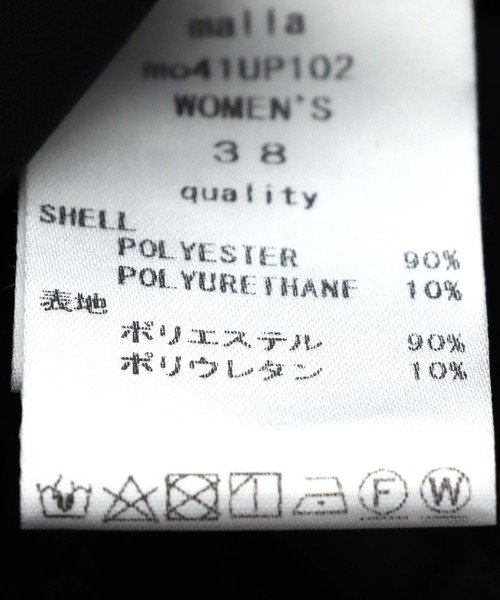 malla
mo41UP102
WOMEN'S
38
quality
SHELL
POLYESTER 90%
POLYURETHANE 10%
表地
ポリエステル 90%
ポリウレタン 10%
F W